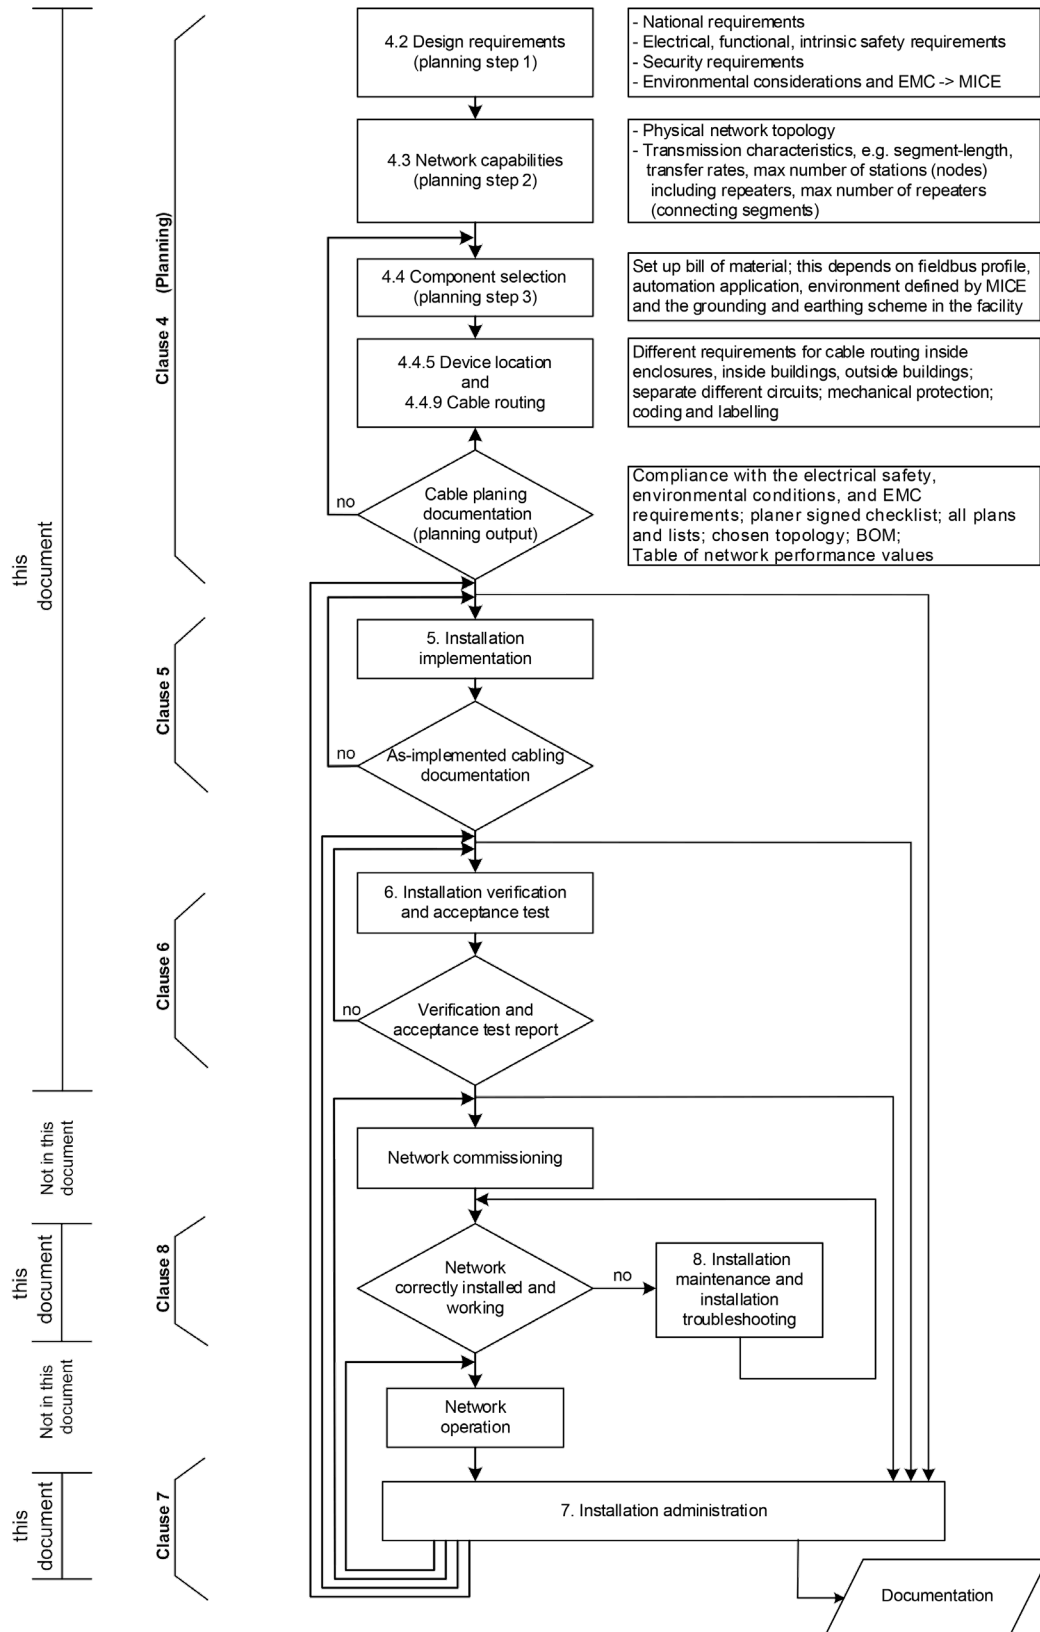 4.2 Design requirements
(planning step 1)
- National requirements
- Electrical, functional, intrinsic safety requirements
- Security requirements
- Environmental considerations and EMC -> MICE
4.3 Network capabilities
(planning step 2)
- Physical network topology
- Transmission characteristics, e.g. segment-length,
transfer rates, max number of stations (nodes)
including repeaters, max number of repeaters
(connecting segments)
Clause 4 (Planning)
4.4 Component selection
(planning step 3)
Set up bill of material; this depends on fieldbus profile,
automation application, environment defined by MICE
and the grounding and earthing scheme in the facility
4.4.5 Device location
and
4.4.9 Cable routing
Different requirements for cable routing inside
enclosures, inside buildings, outside buildings;
separate different circuits; mechanical protection;
coding and labelling
no
Cable planing
documentation
(planning output)
Compliance with the electrical safety,
environmental conditions, and EMC
requirements; planer signed checklist; all plans
and lists; chosen topology; BOM;
Table of network performance values
this
document
Clause 5
5. Installation
implementation
no
As-implemented cabling
documentation
Clause 6
6. Installation verification
and acceptance test
no
Verification and
acceptance test report
Not in this
document
Network commissioning
this
document
Clause 8
Network
correctly installed and
working
no
8. Installation
maintenance and
installation
troubleshooting
Not in this
document
Network
operation
this
document
Clause 7
7. Installation administration
Documentation